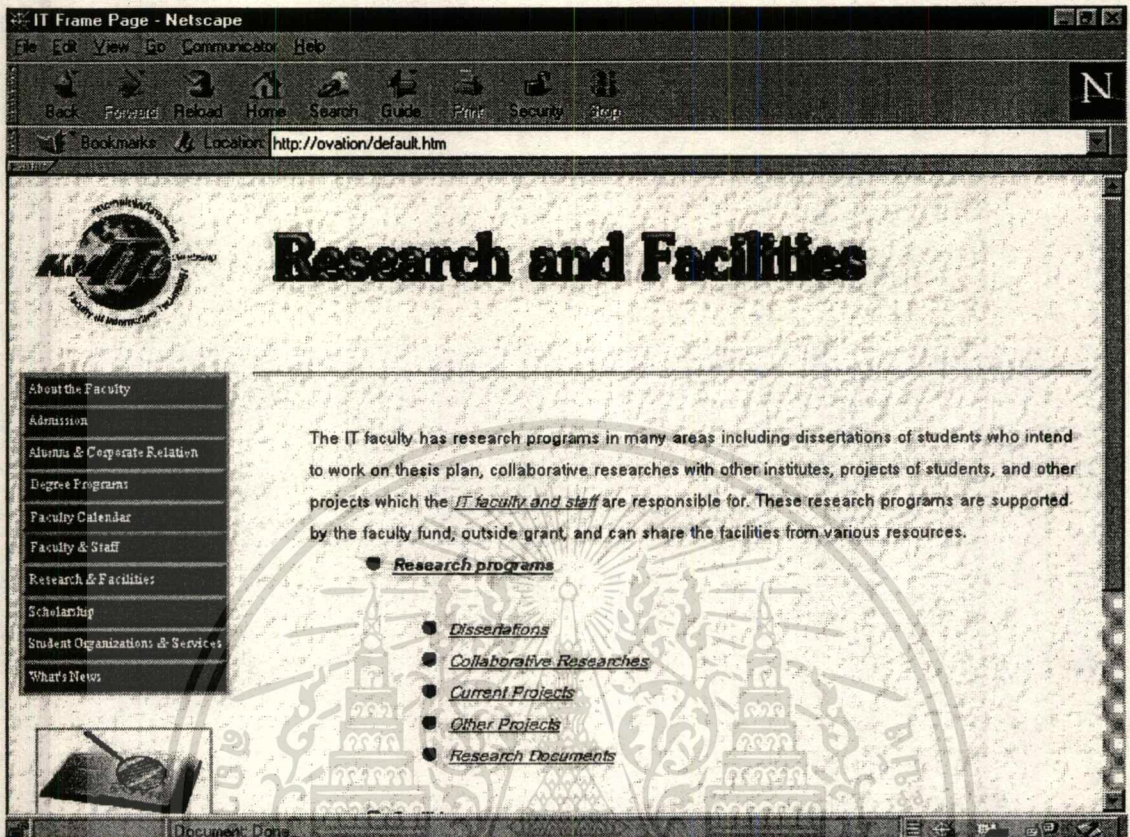 IT Frame Page - Netscape
File Edit View Go Communicator Help
Back Forward Reload Home Search Guide Print Security Stop
N
Bookmarks Location: http://ovation/default.htm
Faculty of Information Technology
Research and Facilities
About the Faculty
Admission
Alumni & Corporate Relation
Degree Programs
Faculty Calendar
Faculty & Staff
Research & Facilities
Scholarship
Student Organizations & Services
What's News
The IT faculty has research programs in many areas including dissertations of students who intend
to work on thesis plan, collaborative researches with other institutes, projects of students, and other
projects which the IT faculty and staff are responsible for. These research programs are supported
by the faculty fund, outside grant, and can share the facilities from various resources.
Research programs
Dissertations
Collaborative Researches
Current Projects
Other Projects
Research Documents
Document: Done